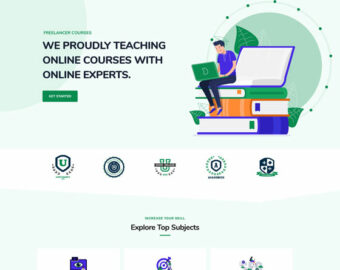 FREELANCER COURSES
WE PROUDLY TEACHING
ONLINE COURSES WITH
ONLINE EXPERTS.
GET STARTED
INCREASE YOUR SKILL
Explore Top Subjects